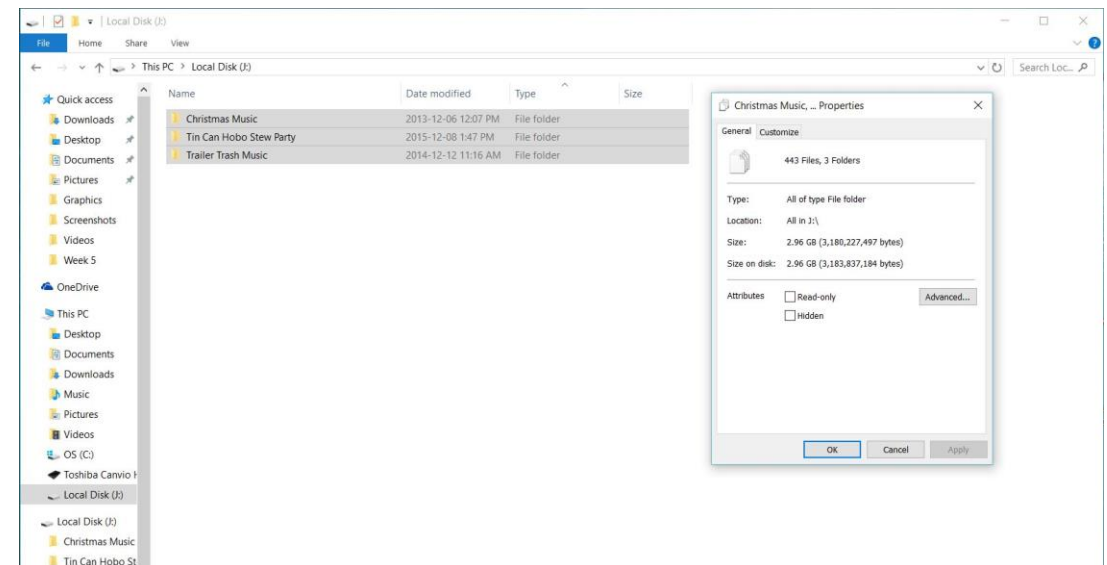 Local Disk (J:)
File Home Share View
This PC > Local Disk (J:)
Search Loc...
Name Date modified Type Size
Christmas Music 2013-12-06 12:07 PM File folder
Tin Can Hobo Stew Party 2015-12-08 1:47 PM File folder
Trailer Trash Music 2014-12-12 11:16 AM File folder
Quick access
Downloads
Desktop
Documents
Pictures
Graphics
Screenshots
Videos
Week 5
OneDrive
This PC
Desktop
Documents
Downloads
Music
Pictures
Videos
OS (C:)
Toshiba Canvio
Local Disk (J:)
Local Disk (J:)
Christmas Music
Tin Can Hobo St
Christmas Music, ... Properties
General Customize
443 Files, 3 Folders
Type: All of type File folder
Location: All in J:\
Size: 2.96 GB (3,180,227,497 bytes)
Size on disk: 2.96 GB (3,183,837,184 bytes)
Attributes Read-only Advanced...
Hidden
OK Cancel Apply